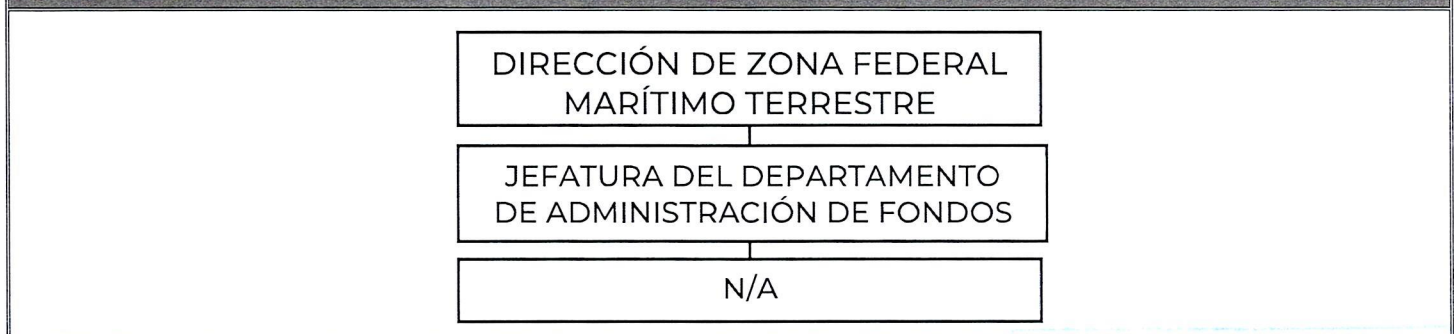 DIRECCIÓN DE ZONA FEDERAL
MARÍTIMO TERRESTRE
JEFATURA DEL DEPARTAMENTO
DE ADMINISTRACIÓN DE FONDOS
N/A